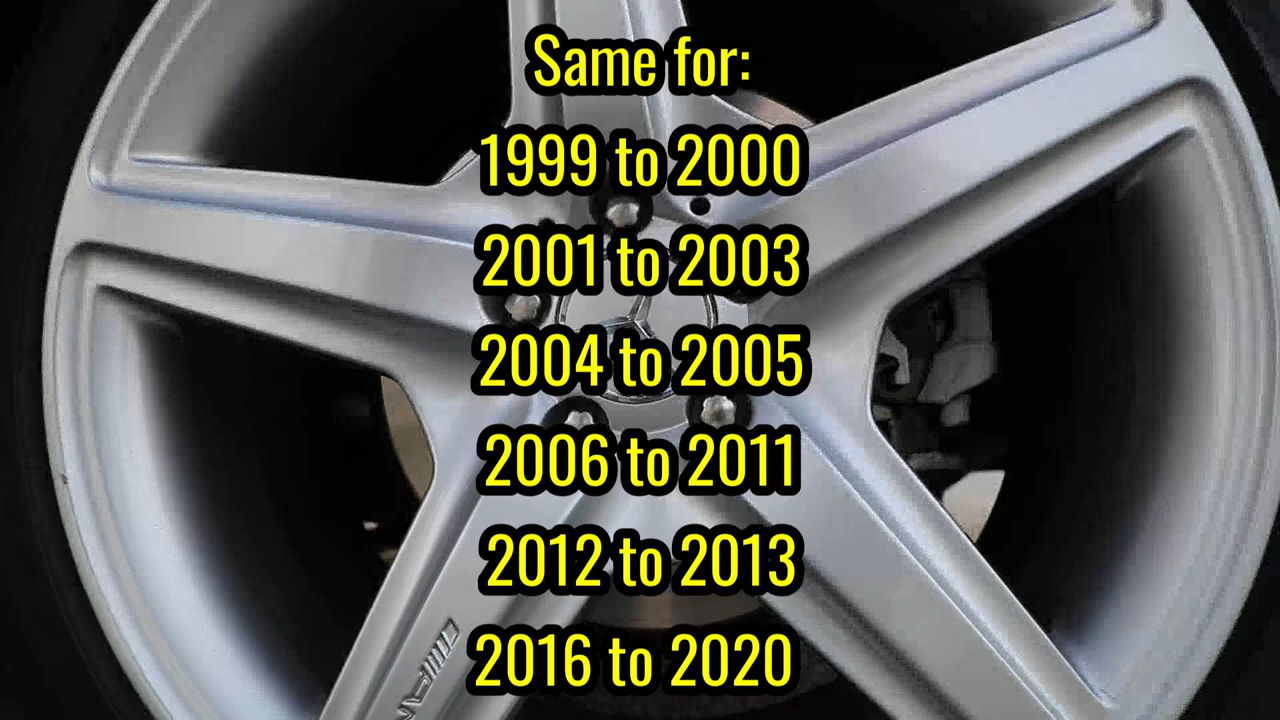 Same for:
1999 to 2000
2001 to 2003
2004 to 2005
2006 to 2011
2012 to 2013
2016 to 2020